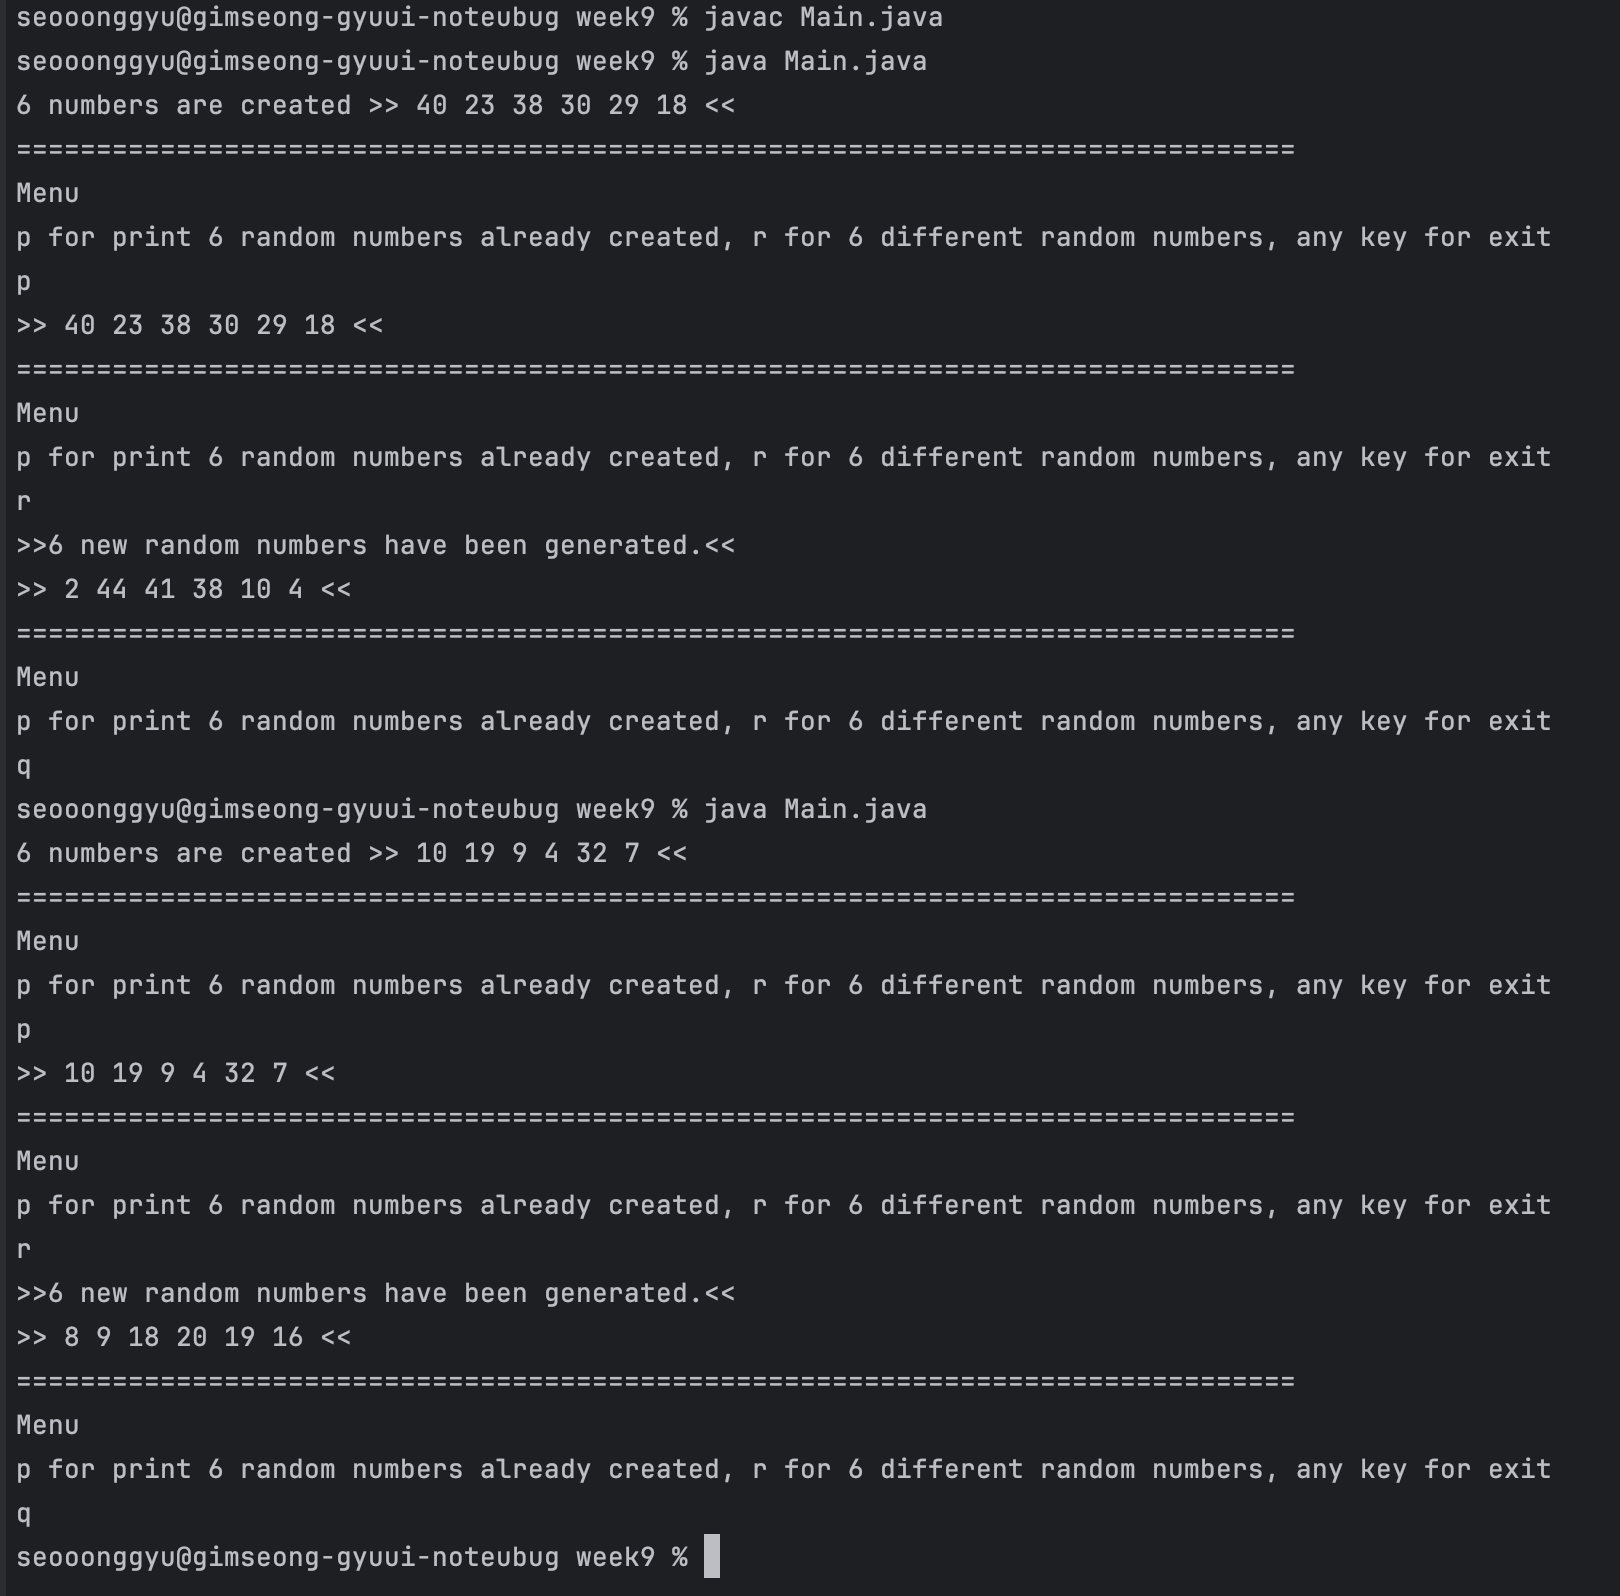 seooonggyu@gimseong-gyuui-noteubug week9 % javac Main.java
seooonggyu@gimseong-gyuui-noteubug week9 % java Main.java
6 numbers are created >> 40 23 38 30 29 18 <<
================================================================================
Menu
p for print 6 random numbers already created, r for 6 different random numbers, any key for exit
p
>> 40 23 38 30 29 18 <<
================================================================================
Menu
p for print 6 random numbers already created, r for 6 different random numbers, any key for exit
r
>>6 new random numbers have been generated.<<
>> 2 44 41 38 10 4 <<
================================================================================
Menu
p for print 6 random numbers already created, r for 6 different random numbers, any key for exit
q
seooonggyu@gimseong-gyuui-noteubug week9 % java Main.java
6 numbers are created >> 10 19 9 4 32 7 <<
================================================================================
Menu
p for print 6 random numbers already created, r for 6 different random numbers, any key for exit
p
>> 10 19 9 4 32 7 <<
================================================================================
Menu
p for print 6 random numbers already created, r for 6 different random numbers, any key for exit
r
>>6 new random numbers have been generated.<<
>> 8 9 18 20 19 16 <<
================================================================================
Menu
p for print 6 random numbers already created, r for 6 different random numbers, any key for exit
q
seooonggyu@gimseong-gyuui-noteubug week9 %